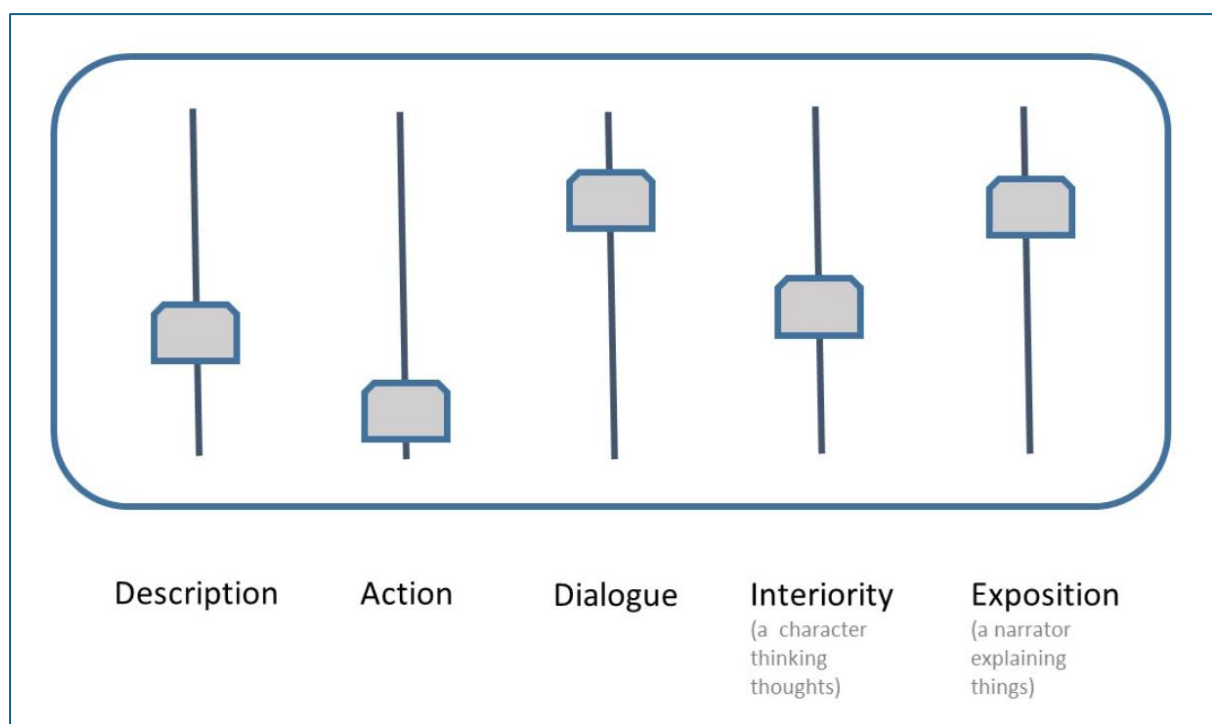 Description
Action
Dialogue
Interiority
(a character
thinking
thoughts)
Exposition
(a narrator
explaining
things)